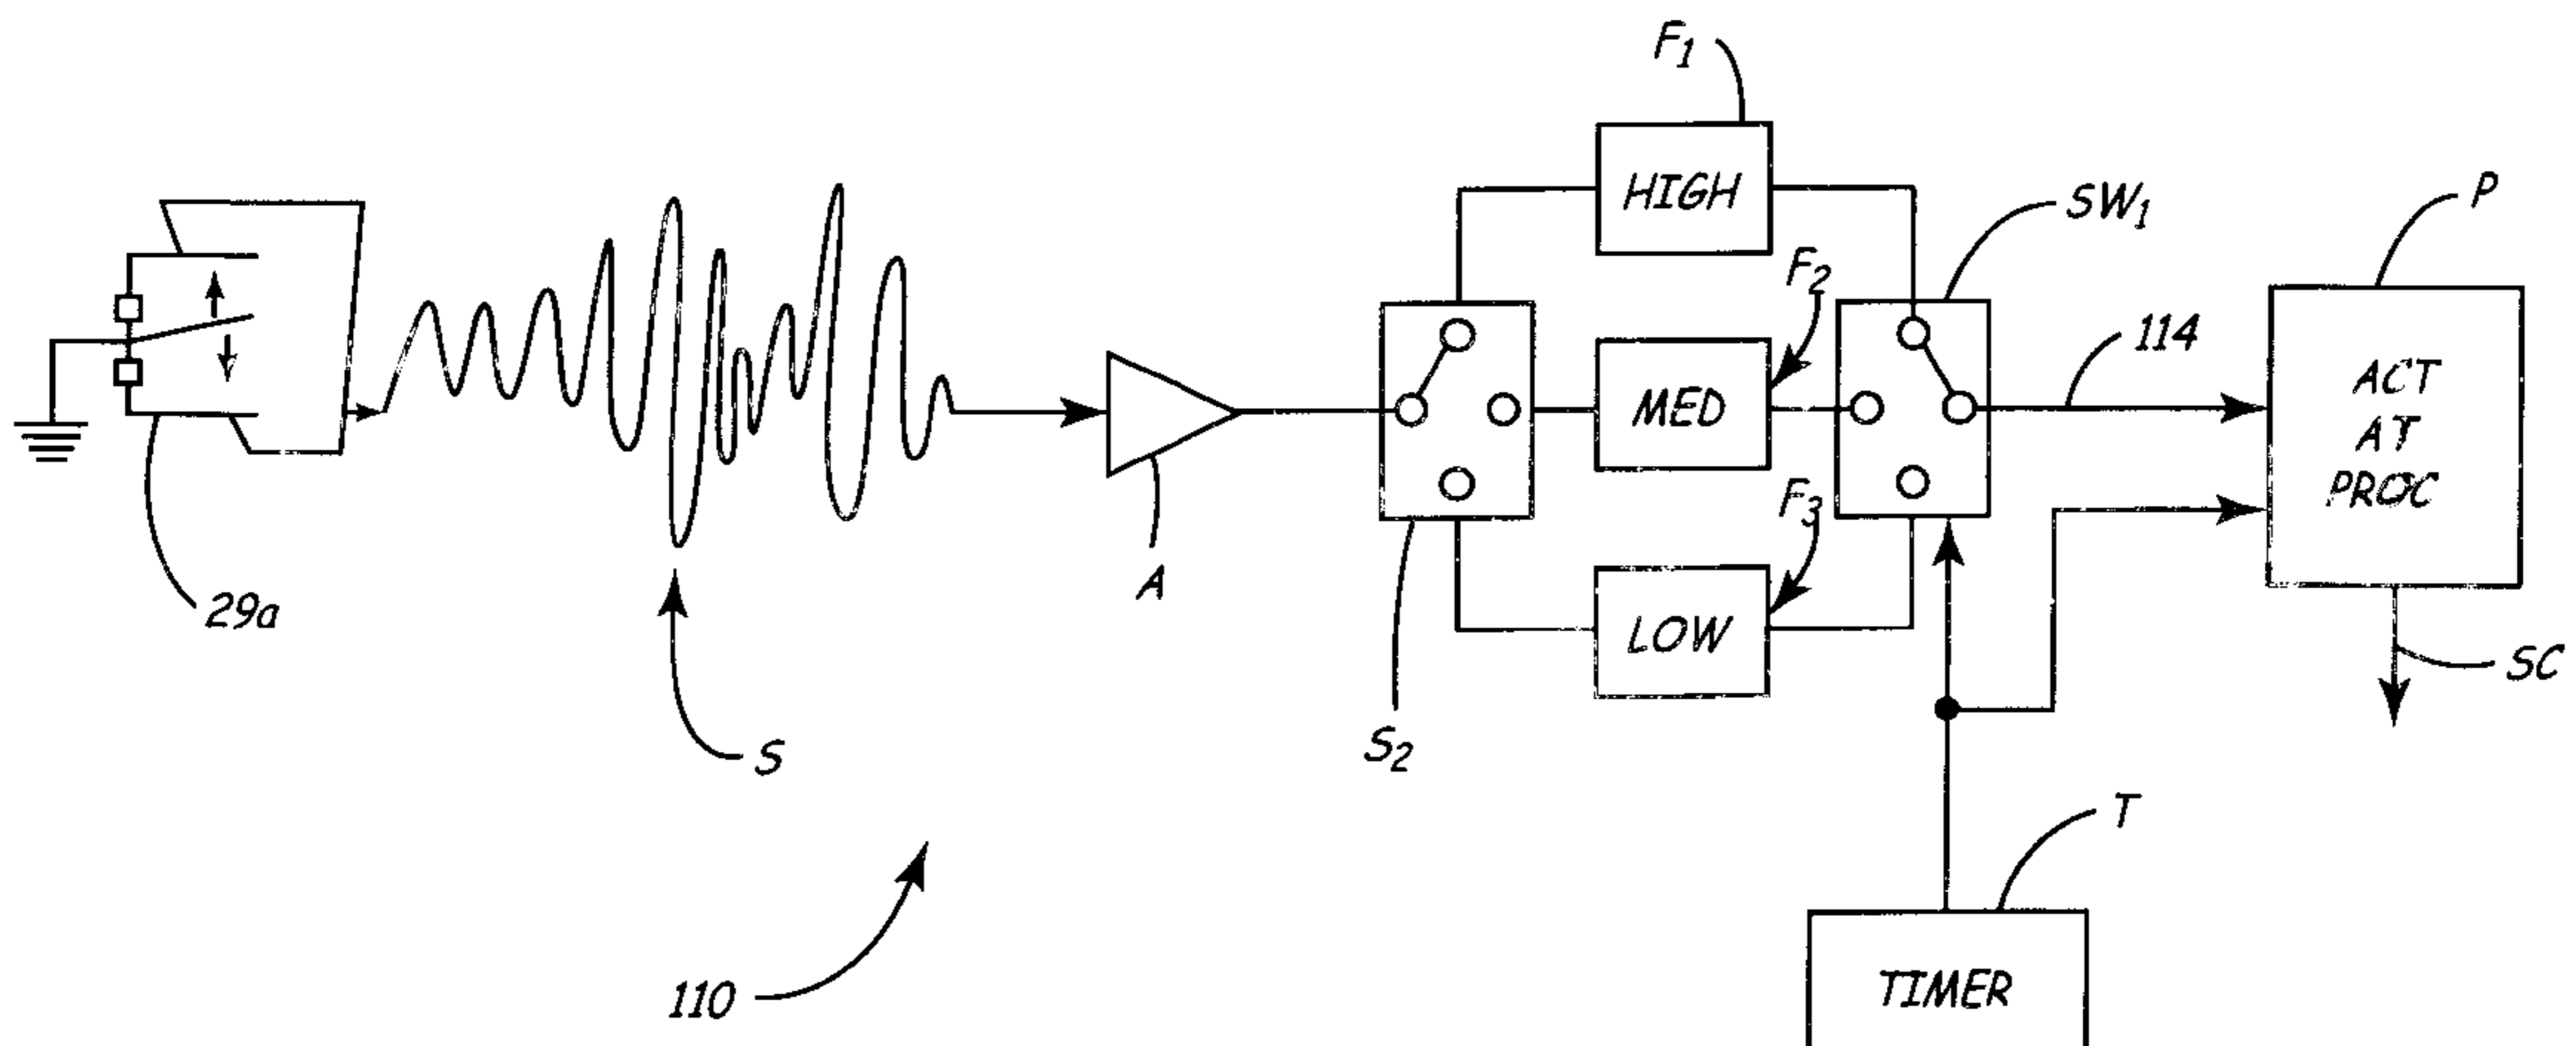 F1
HIGH
SW1
P
F2
114
MED
ACT
AT
PROC
F3
A
29a
LOW
SC
S
S2
T
110
TIMER